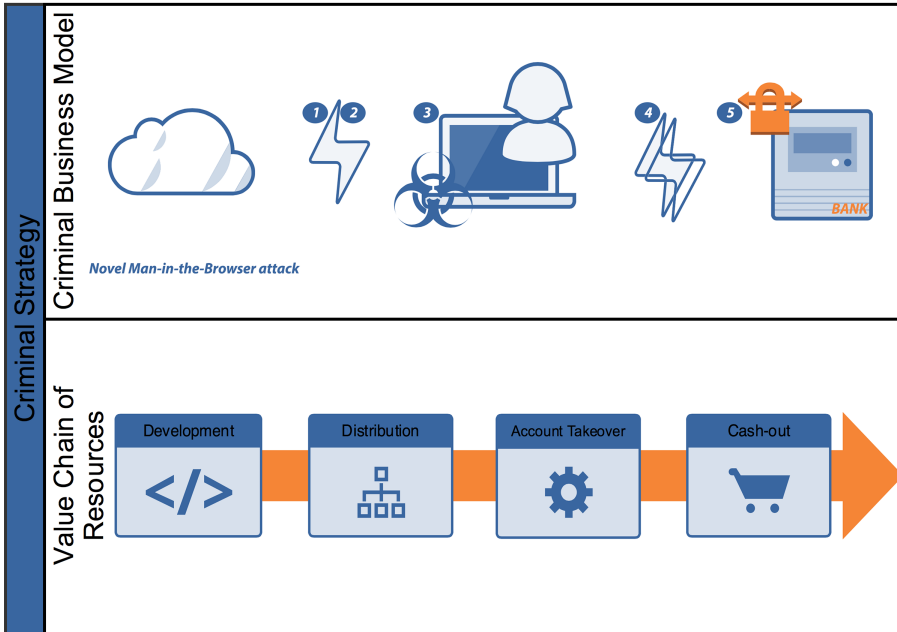 Criminal Strategy
Criminal Business Model
1
2
3
4
5
BANK
Novel Man-in-the-Browser attack
Value Chain of
Resources
Development
Distribution
Account Takeover
Cash-out
</>